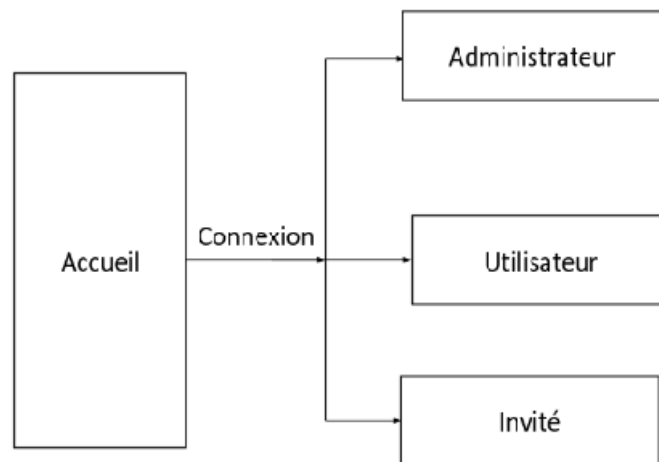 Administrateur
Connexion
Accueil
Utilisateur
Invité